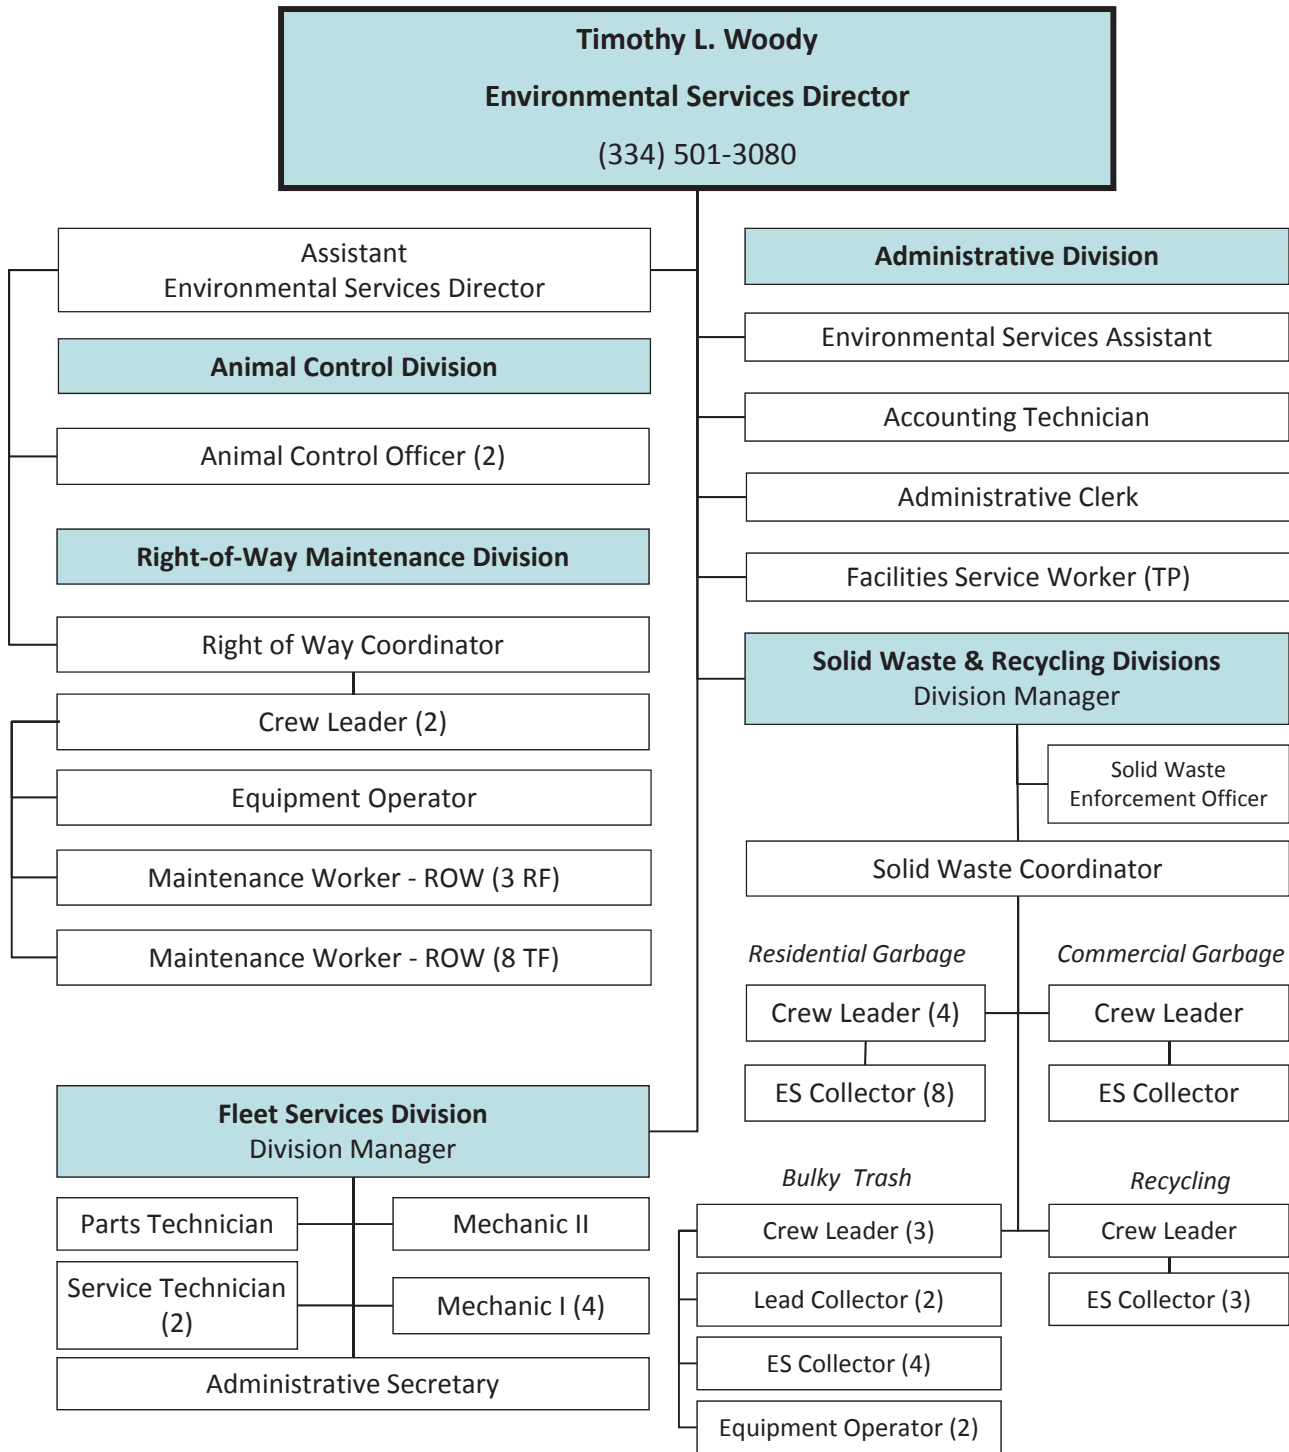 Timothy L. Woody
Environmental Services Director
(334) 501-3080
Assistant
Environmental Services Director
Animal Control Division
Animal Control Officer (2)
Right-of-Way Maintenance Division
Right of Way Coordinator
Crew Leader (2)
Equipment Operator
Maintenance Worker - ROW (3 RF)
Maintenance Worker - ROW (8 TF)
Fleet Services Division
Division Manager
Parts Technician
Mechanic II
Service Technician
(2)
Mechanic I (4)
Administrative Secretary
Administrative Division
Environmental Services Assistant
Accounting Technician
Administrative Clerk
Facilities Service Worker (TP)
Solid Waste & Recycling Divisions
Division Manager
Solid Waste
Enforcement Officer
Solid Waste Coordinator
Residential Garbage
Crew Leader (4)
ES Collector (8)
Commercial Garbage
Crew Leader
ES Collector
Bulky Trash
Crew Leader (3)
Lead Collector (2)
ES Collector (4)
Equipment Operator (2)
Recycling
Crew Leader
ES Collector (3)